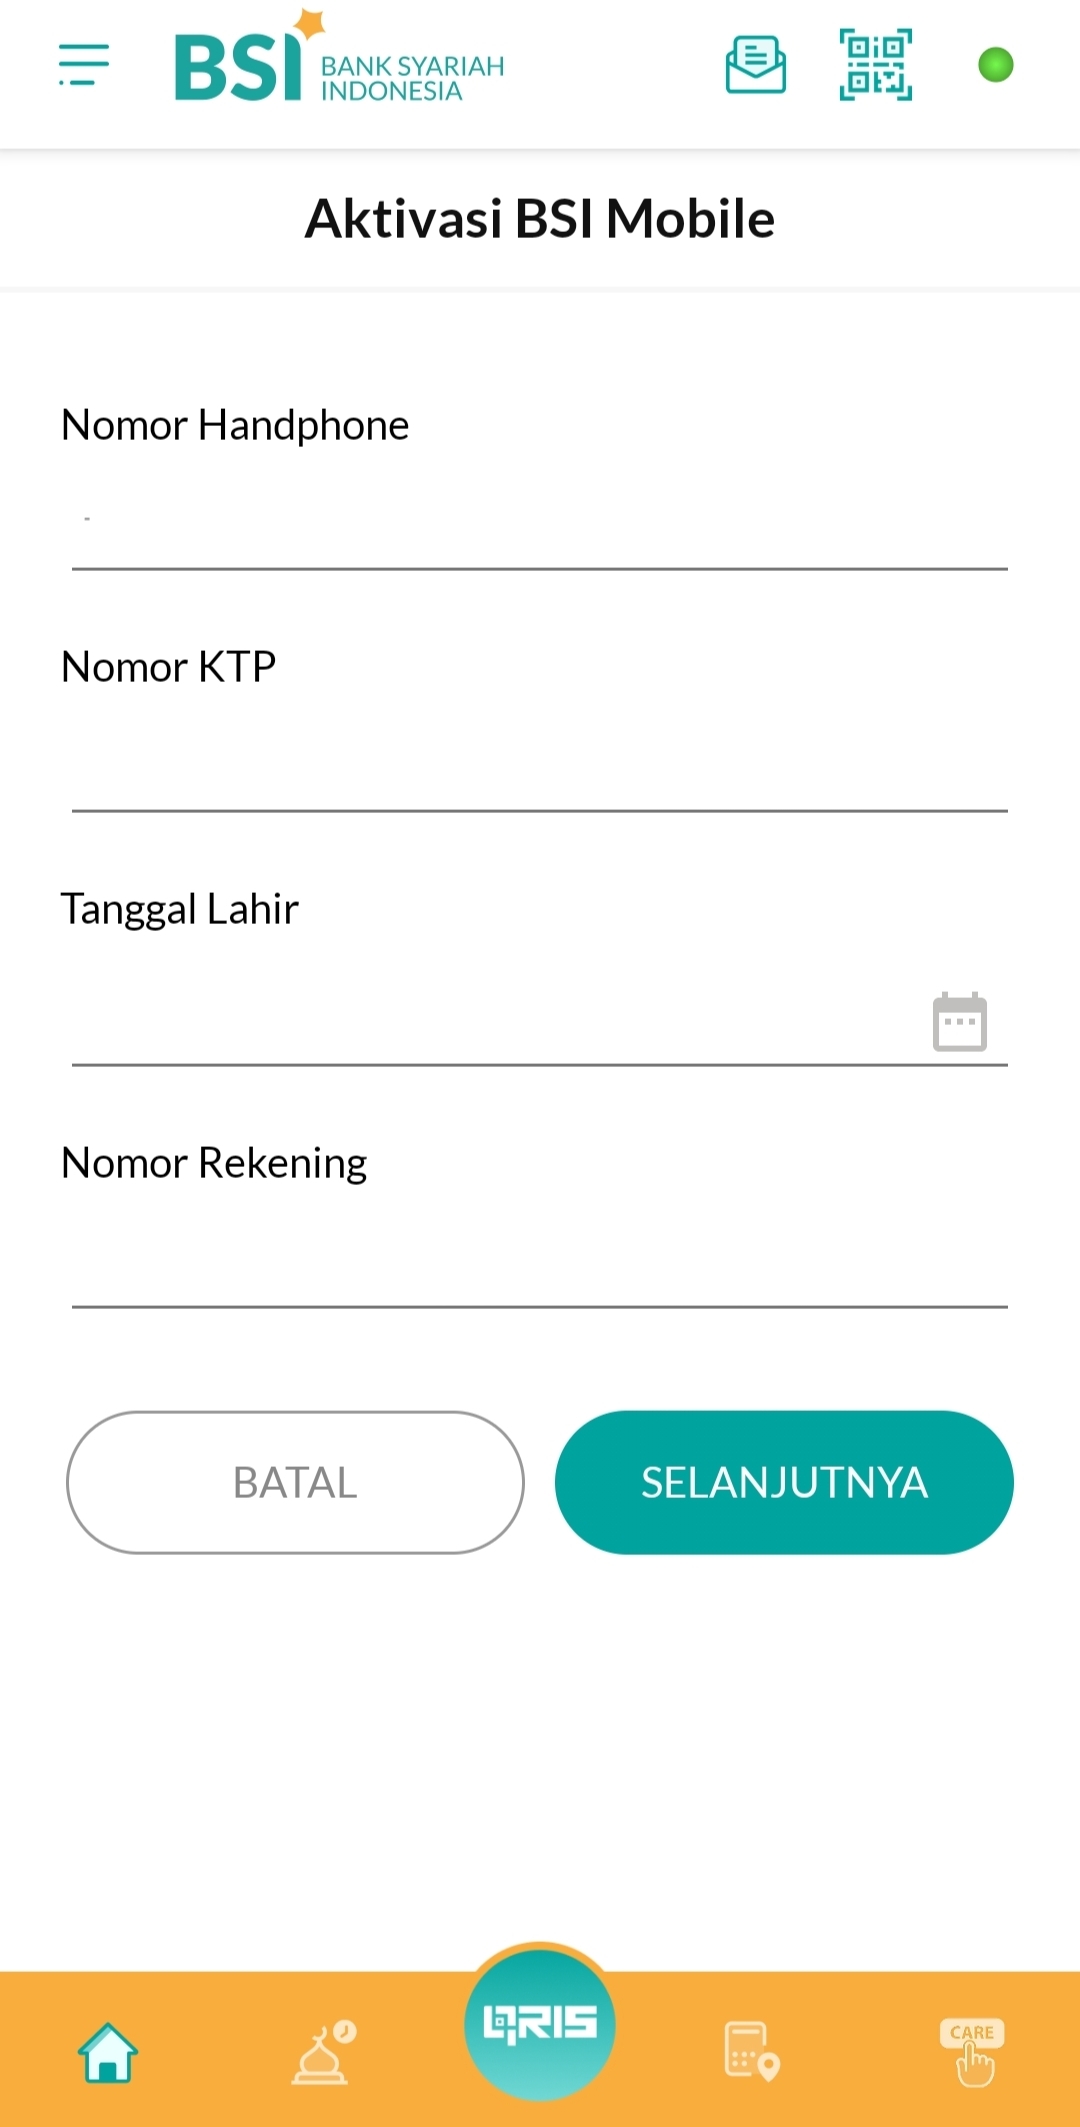 BSI BANK SYARIAH
INDONESIA
Aktivasi BSI Mobile
Nomor Handphone
-
Nomor KTP
Tanggal Lahir
Nomor Rekening
BATAL
SELANJUTNYA
QRIS
CARE